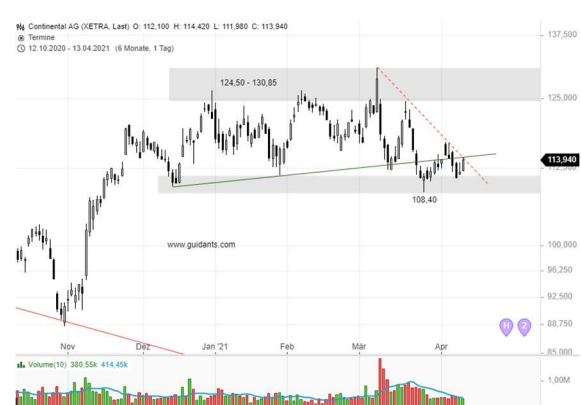 Continental AG (XETRA, Last) O: 112,100 H: 114,420 L: 111,980 C: 113,940
Termine
12.10.2020 - 13.04.2021 (6 Monate, 1 Tag)
137,500
124,50 - 130,85
125,000
113,940
108,40
www.guidants.com
100,000
96,250
92,500
88,750
H 2
Nov Dez Jan '21 Feb Mär Apr
85,000
Volume(10) 380,55k 414,45k
1,00M